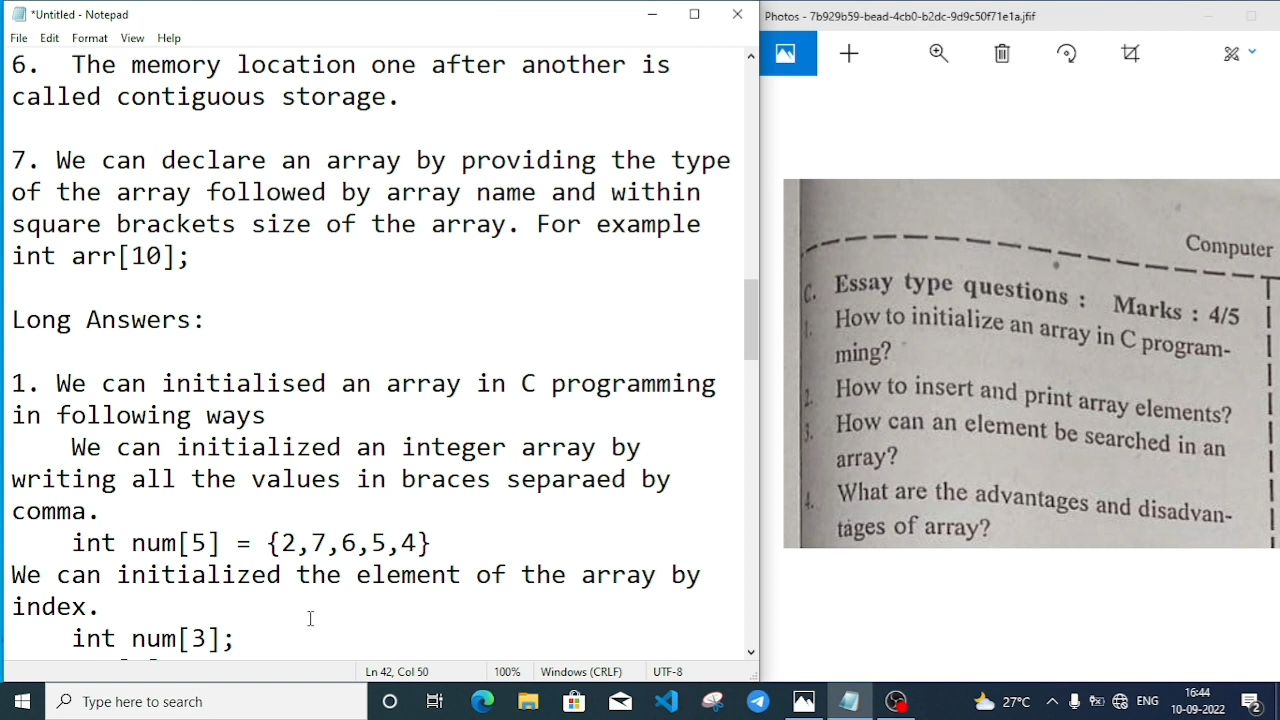 *Untitled - Notepad
File Edit Format View Help
6.  The memory location one after another is
called contiguous storage.
7. We can declare an array by providing the type
of the array followed by array name and within
square brackets size of the array. For example
int arr[10];
Long Answers:
1. We can initialised an array in C programming
in following ways
We can initialized an integer array by
writing all the values in braces separaed by
comma.
int num[5] = {2,7,6,5,4}
We can initialized the element of the array by
index.
int num[3];
Ln 42, Col 50
100%
Windows (CRLF)
UTF-8
Photos - 7b929b59-bead-4cb0-b2dc-9d9c50f71e1a.jfif
Computer
C. Essay type questions : Marks : 4/5
1. How to initialize an array in C program-
ming?
2. How to insert and print array elements?
3. How can an element be searched in an
array?
4. What are the advantages and disadvan-
tages of array?
Type here to search
27°C
ENG
16:44
10-09-2022
2